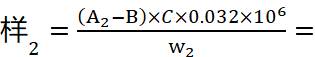 样₂ = (A₂−B)×C×0.032×10⁶ / w₂ =